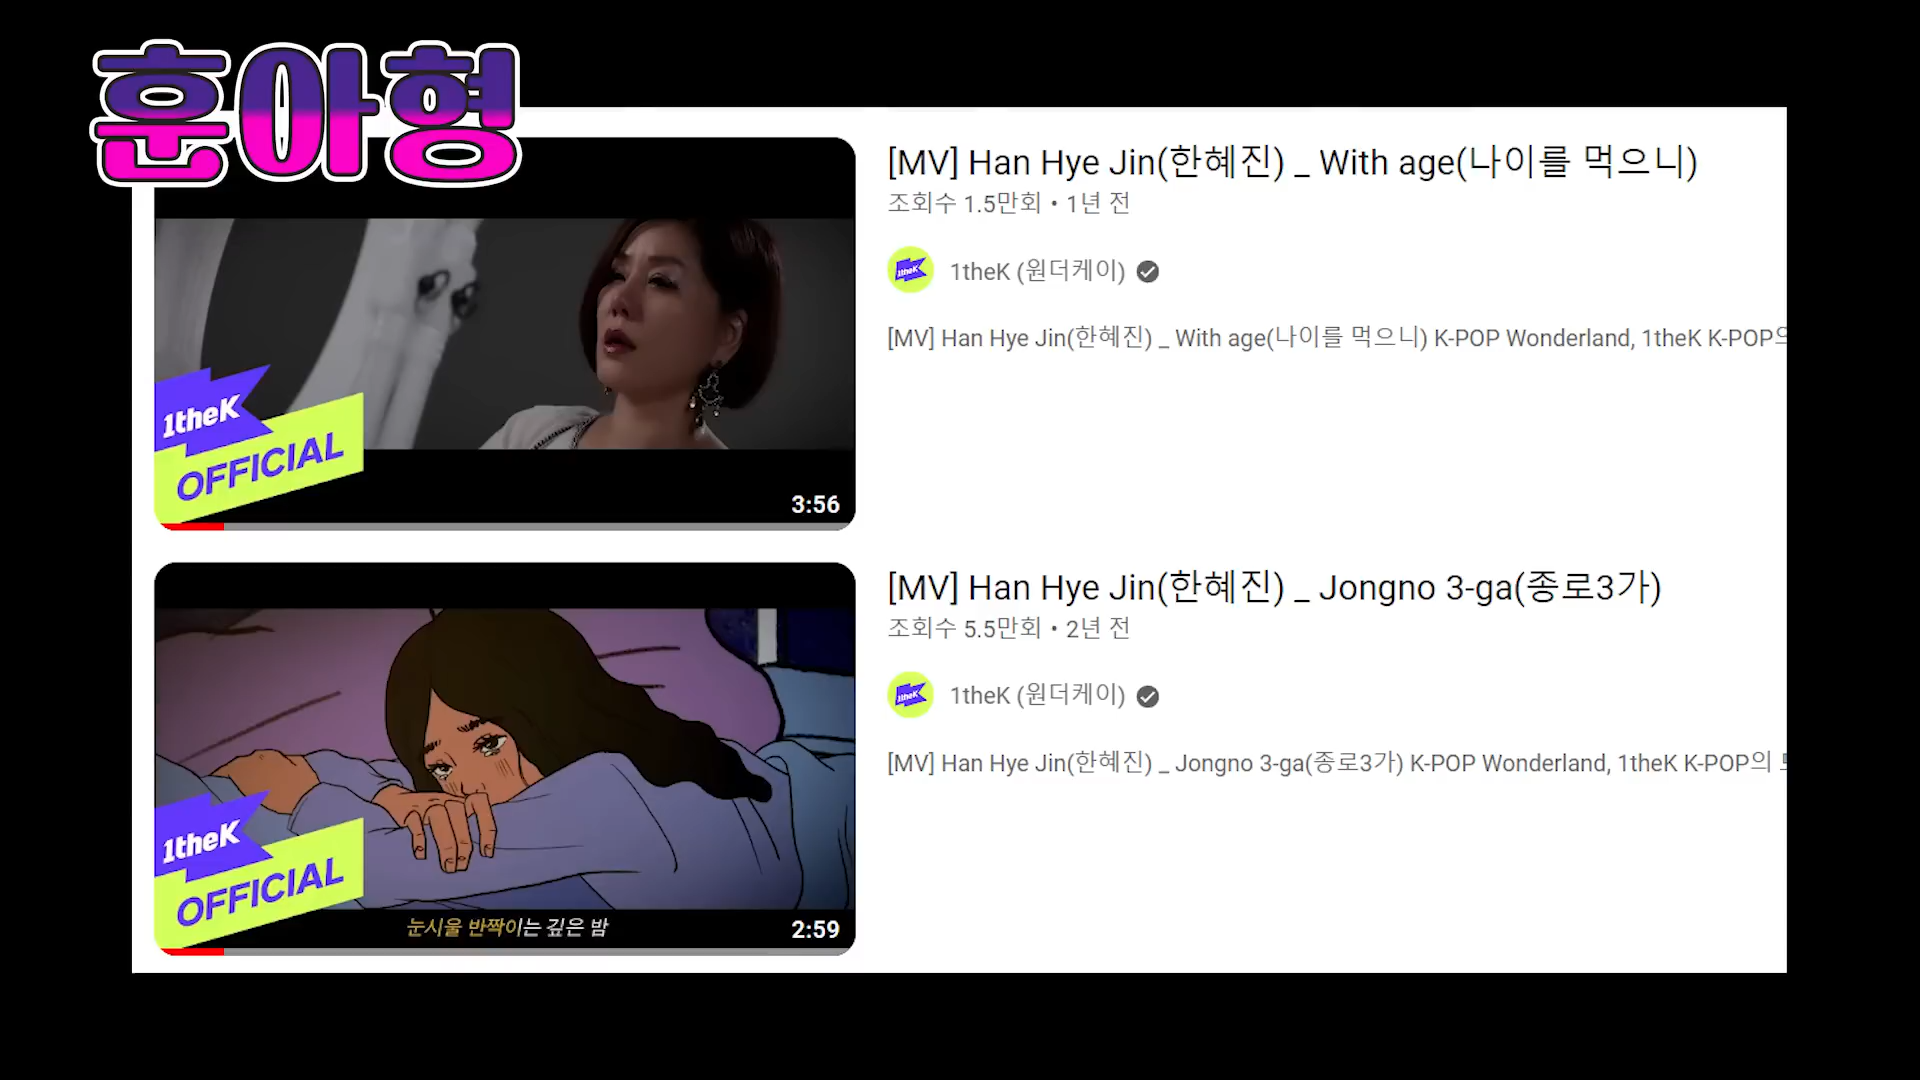 훈아형
[MV] Han Hye Jin(한혜진) _ With age(나이를 먹으니)
조회수 1.5만회 • 1년 전
1theK
1theK (원더케이)
[MV] Han Hye Jin(한혜진) _ With age(나이를 먹으니) K-POP Wonderland, 1theK K-POP의
1theK
OFFICIAL
3:56
[MV] Han Hye Jin(한혜진) _ Jongno 3-ga(종로3가)
조회수 5.5만회 • 2년 전
1theK
1theK (원더케이)
[MV] Han Hye Jin(한혜진) _ Jongno 3-ga(종로3가) K-POP Wonderland, 1theK K-POP의
1theK
OFFICIAL
눈시울 반짝이는 깊은 밤
2:59